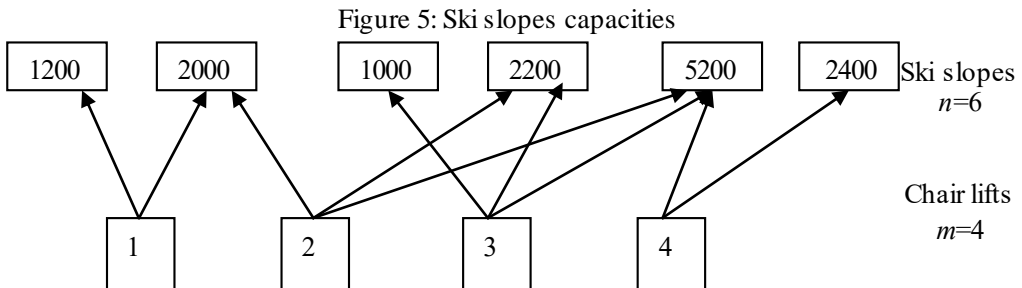 Figure 5: Ski slopes capacities
1200 2000 1000 2200 5200 2400 Ski slopes
n=6
Chair lifts
1 2 3 4 m=4